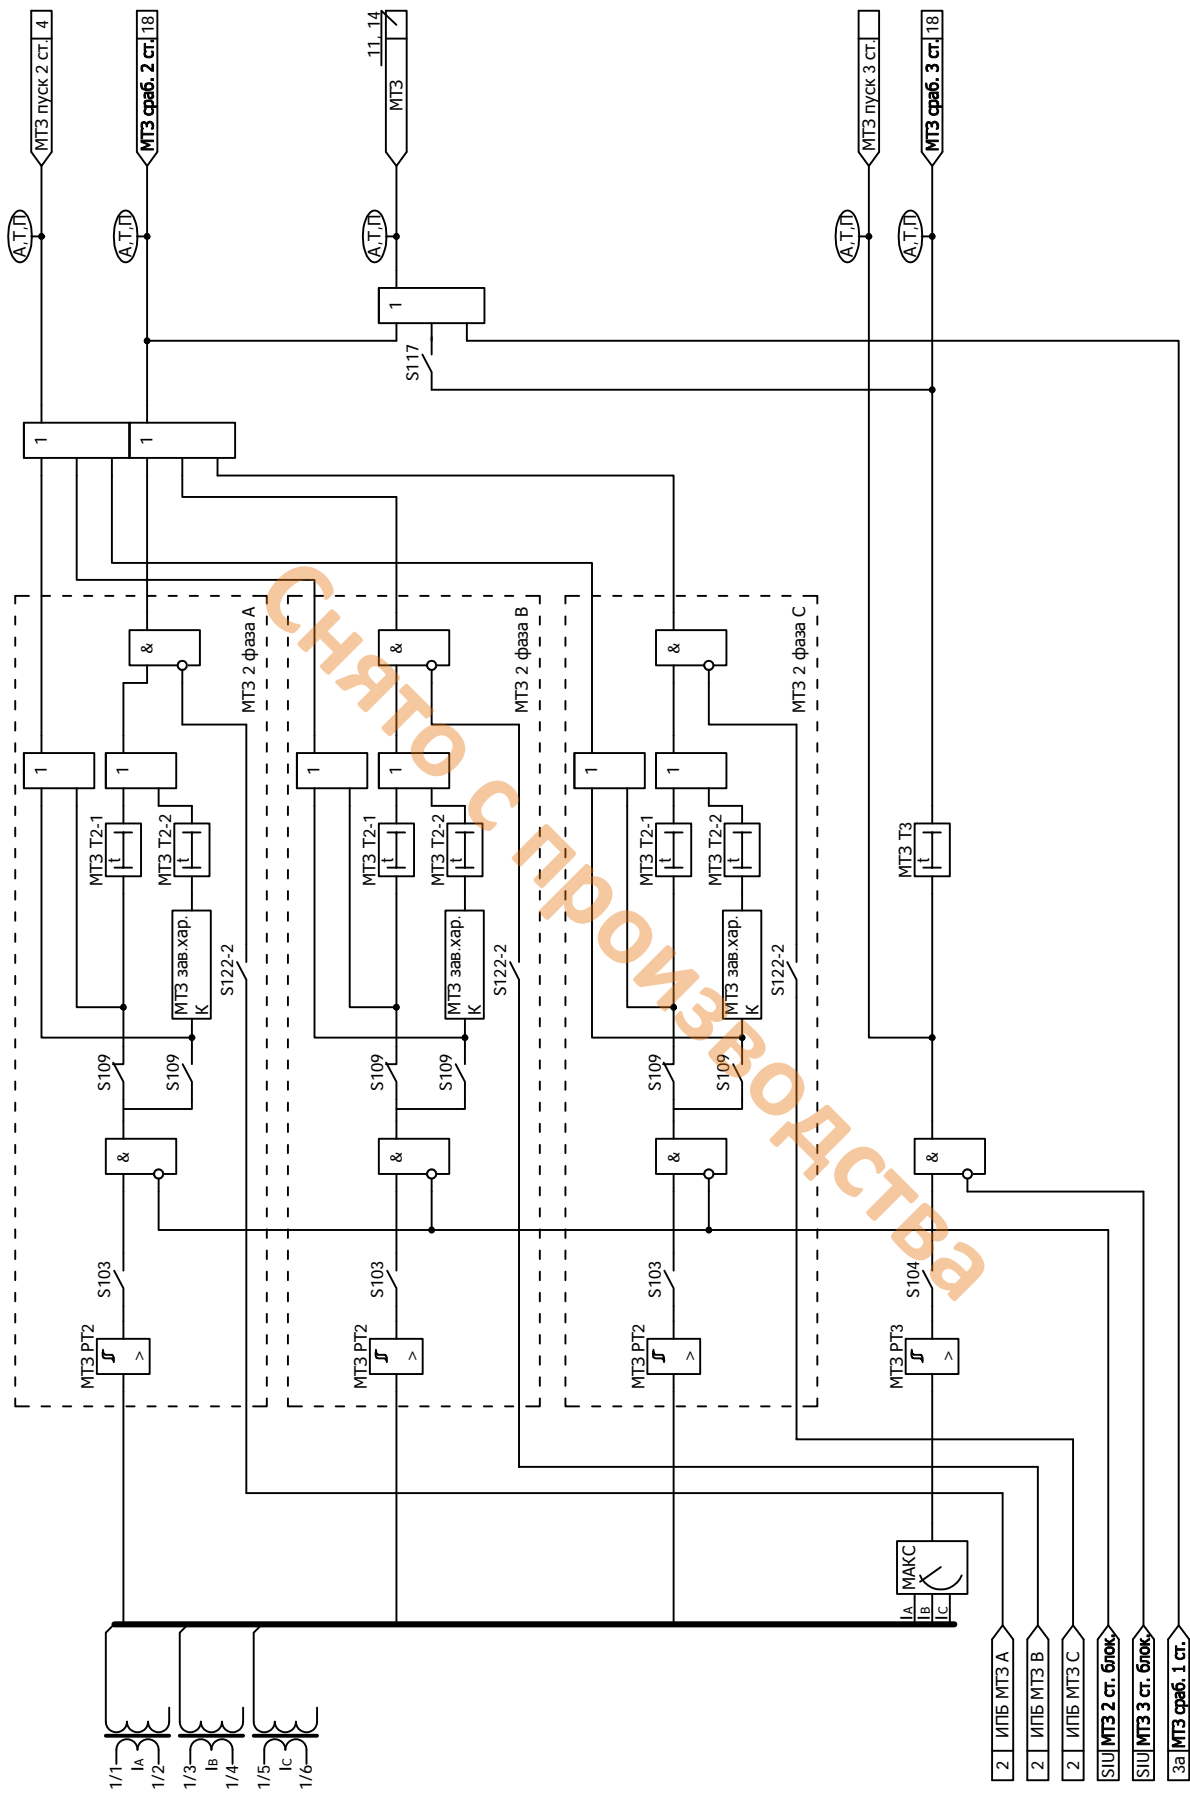 1/1
IA
1/2
1/3
IB
1/4
1/5
IC
1/6
МТЗ РТ2
S103
&
S109
S109
МТЗ зав.хар.
К
МТЗ Т2-1
t
МТЗ Т2-2
t
1
1
&
S122-2
МТЗ 2 фаза А
МТЗ РТ2
S103
&
S109
S109
МТЗ зав.хар.
К
МТЗ Т2-1
t
МТЗ Т2-2
t
1
1
&
S122-2
МТЗ 2 фаза В
МТЗ РТ2
S103
&
S109
S109
МТЗ зав.хар.
К
МТЗ Т2-1
t
МТЗ Т2-2
t
1
1
&
S122-2
МТЗ 2 фаза С
IA
IB
IC
МАКС
МТЗ РТ3
S104
&
МТЗ Т3
t
1
1
S117
1
А,Т,П
МТЗ пуск 2 ст. 4
А,Т,П
МТЗ сраб. 2 ст. 18
А,Т,П
МТЗ 11, 14
А,Т,П
МТЗ пуск 3 ст.
А,Т,П
МТЗ сраб. 3 ст. 18
2 ИПБ МТЗ А
2 ИПБ МТЗ В
2 ИПБ МТЗ С
SIU МТЗ 2 ст. блок.
SIU МТЗ 3 ст. блок.
3а МТЗ сраб. 1 ст.
Снято с производства